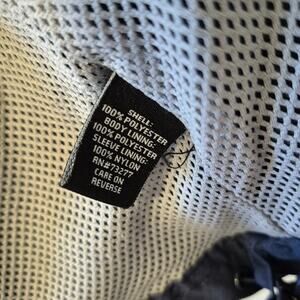 SHELL:
100% POLYESTER
BODY LINING:
100% POLYESTER
SLEEVE LINING:
100% NYLON
RN#73277
CARE ON
REVERSE